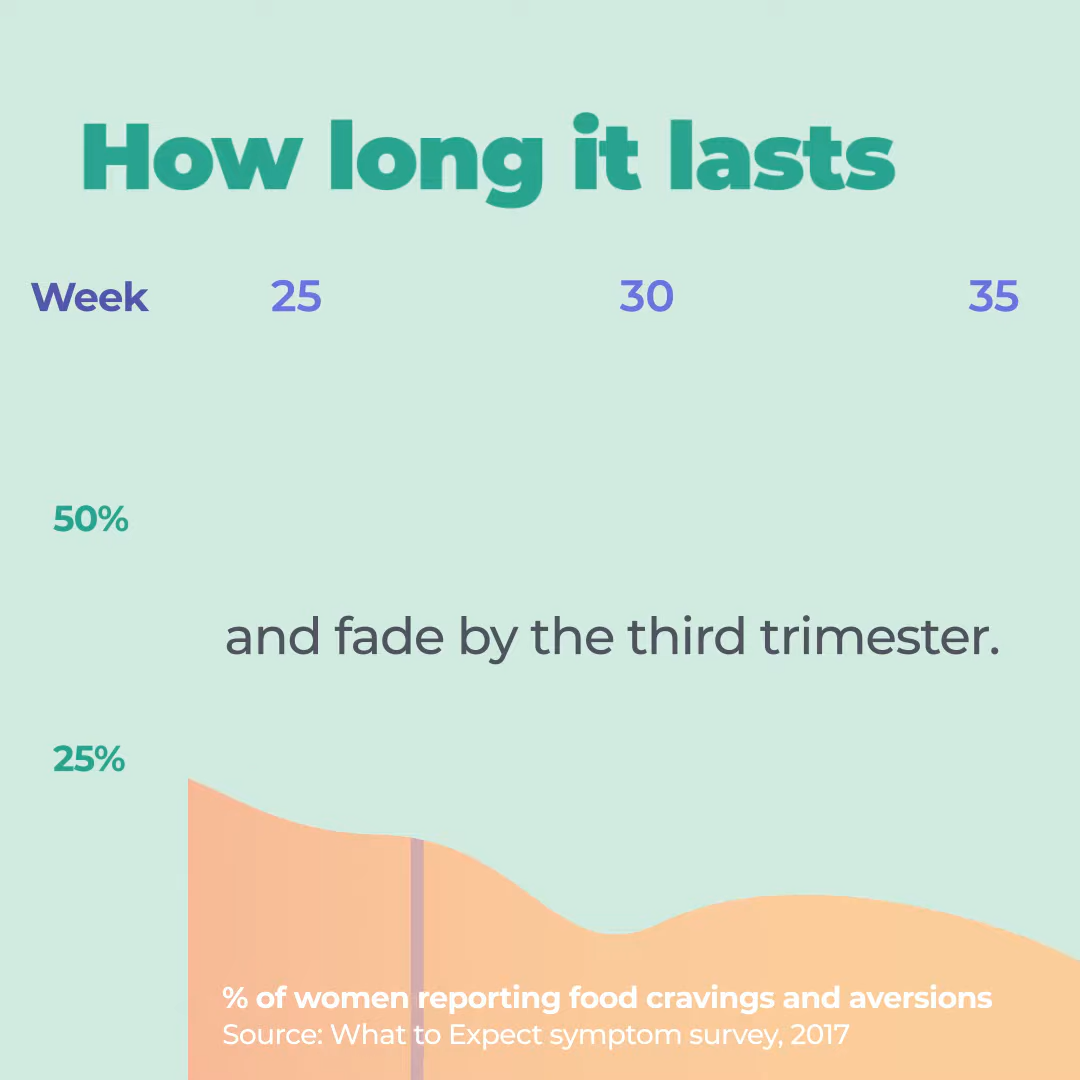 How long it lasts
Week 25 30 35
50%
and fade by the third trimester.
25%
% of women reporting food cravings and aversions
Source: What to Expect symptom survey, 2017